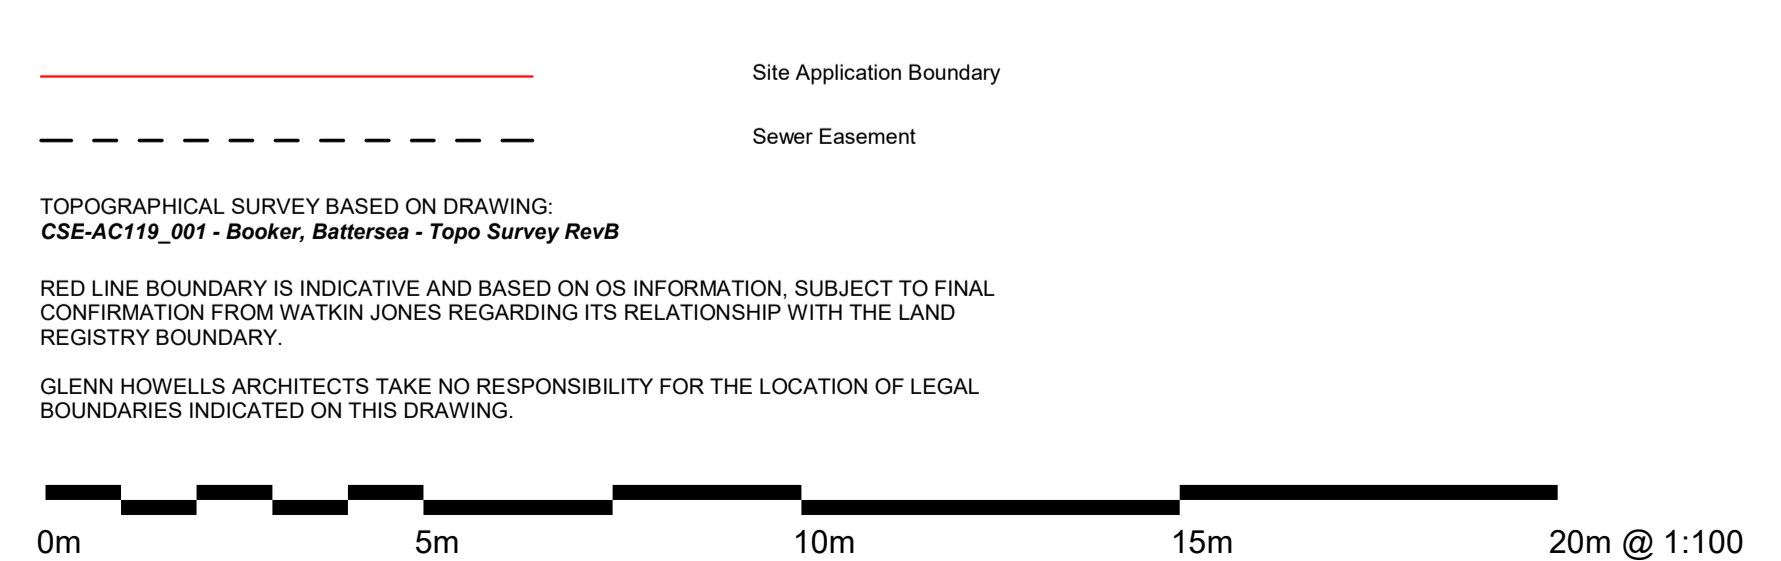 Site Application Boundary
Sewer Easement
TOPOGRAPHICAL SURVEY BASED ON DRAWING:
CSE-AC119_001 - Booker, Battersea - Topo Survey RevB
RED LINE BOUNDARY IS INDICATIVE AND BASED ON OS INFORMATION, SUBJECT TO FINAL
CONFIRMATION FROM WATKIN JONES REGARDING ITS RELATIONSHIP WITH THE LAND
REGISTRY BOUNDARY.
GLENN HOWELLS ARCHITECTS TAKE NO RESPONSIBILITY FOR THE LOCATION OF LEGAL
BOUNDARIES INDICATED ON THIS DRAWING.
0m 5m 10m 15m 20m @ 1:100